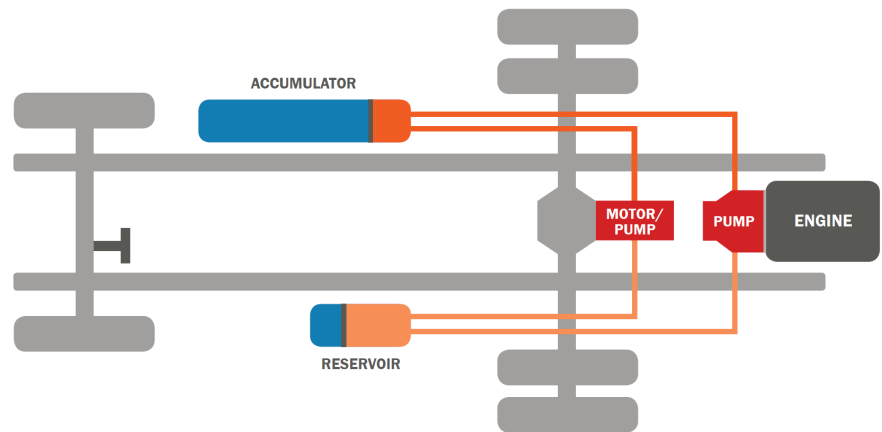 ACCUMULATOR
MOTOR/
PUMP
PUMP
ENGINE
RESERVOIR